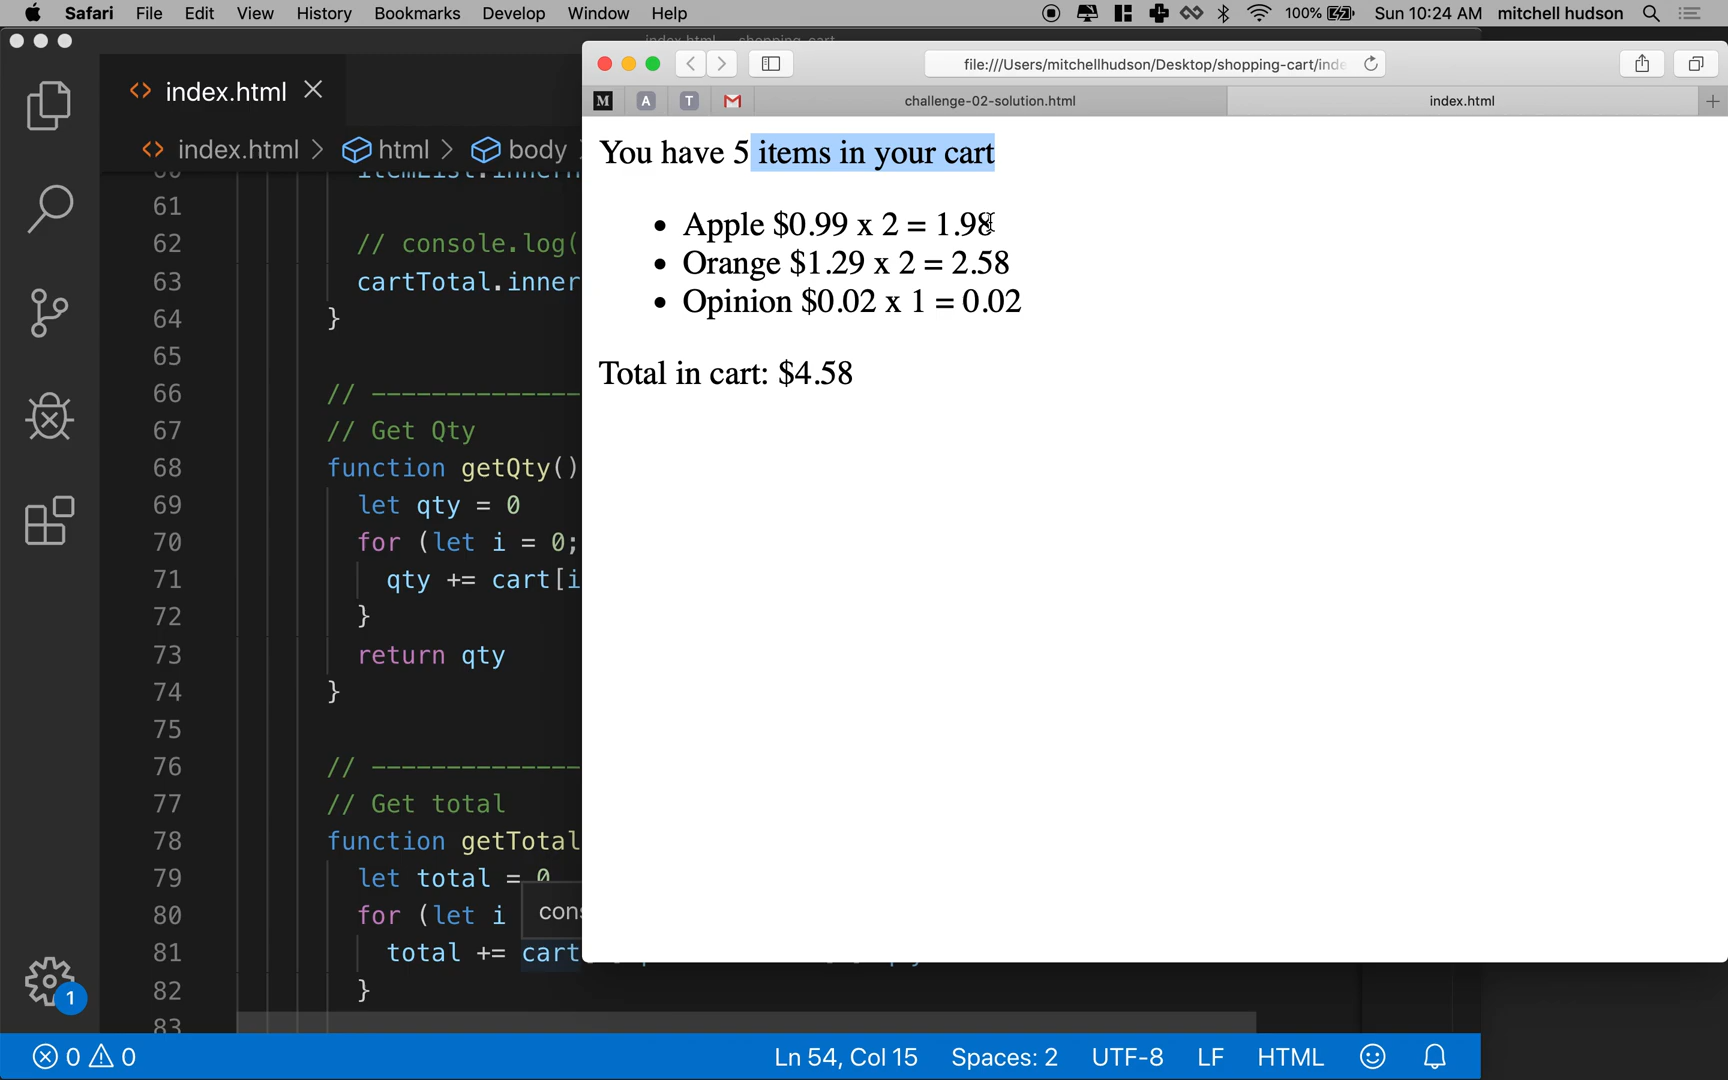 Safari File Edit View History Bookmarks Develop Window Help 100% Sun 10:24 AM mitchell hudson
index.html
index.html > html > body
file:///Users/mitchellhudson/Desktop/shopping-cart/inde
M A T challenge-02-solution.html index.html +
You have 5 items in your cart
• Apple $0.99 x 2 = 1.98
• Orange $1.29 x 2 = 2.58
• Opinion $0.02 x 1 = 0.02
Total in cart: $4.58
61
62 // console.log(
63 cartTotal.inner
64 }
65
66 // --------------
67 // Get Qty
68 function getQty()
69 let qty = 0
70 for (let i = 0;
71 qty += cart[i
72 }
73 return qty
74 }
75
76 // --------------
77 // Get total
78 function getTotal
79 let total = 0
80 for (let i
cons
81 total += cart
82 }
83
1
0 0 Ln 54, Col 15 Spaces: 2 UTF-8 LF HTML